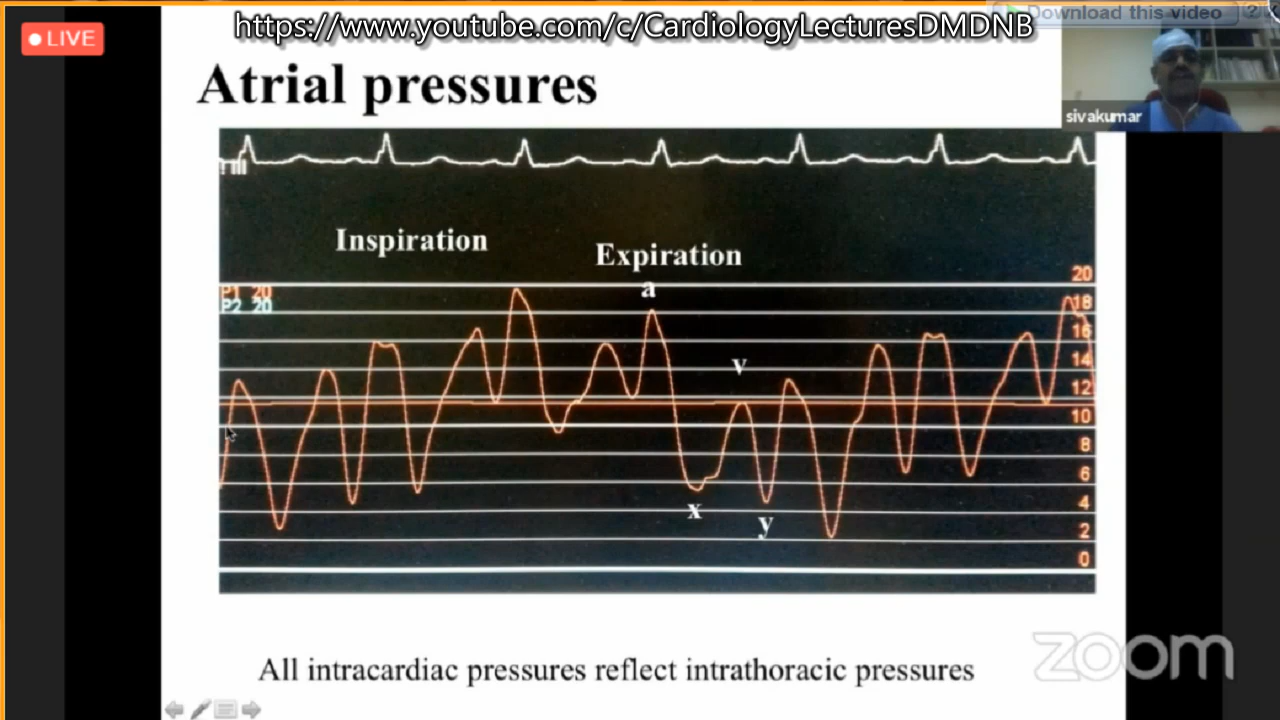 https://www.youtube.com/c/CardiologyLecturesDMDNB
Download this video
LIVE
Atrial pressures
sivakumar
III
Inspiration
Expiration
a
P1 20
P2 20
20
18
16
v
14
12
10
8
6
x
4
y
2
0
All intracardiac pressures reflect intrathoracic pressures
zoom